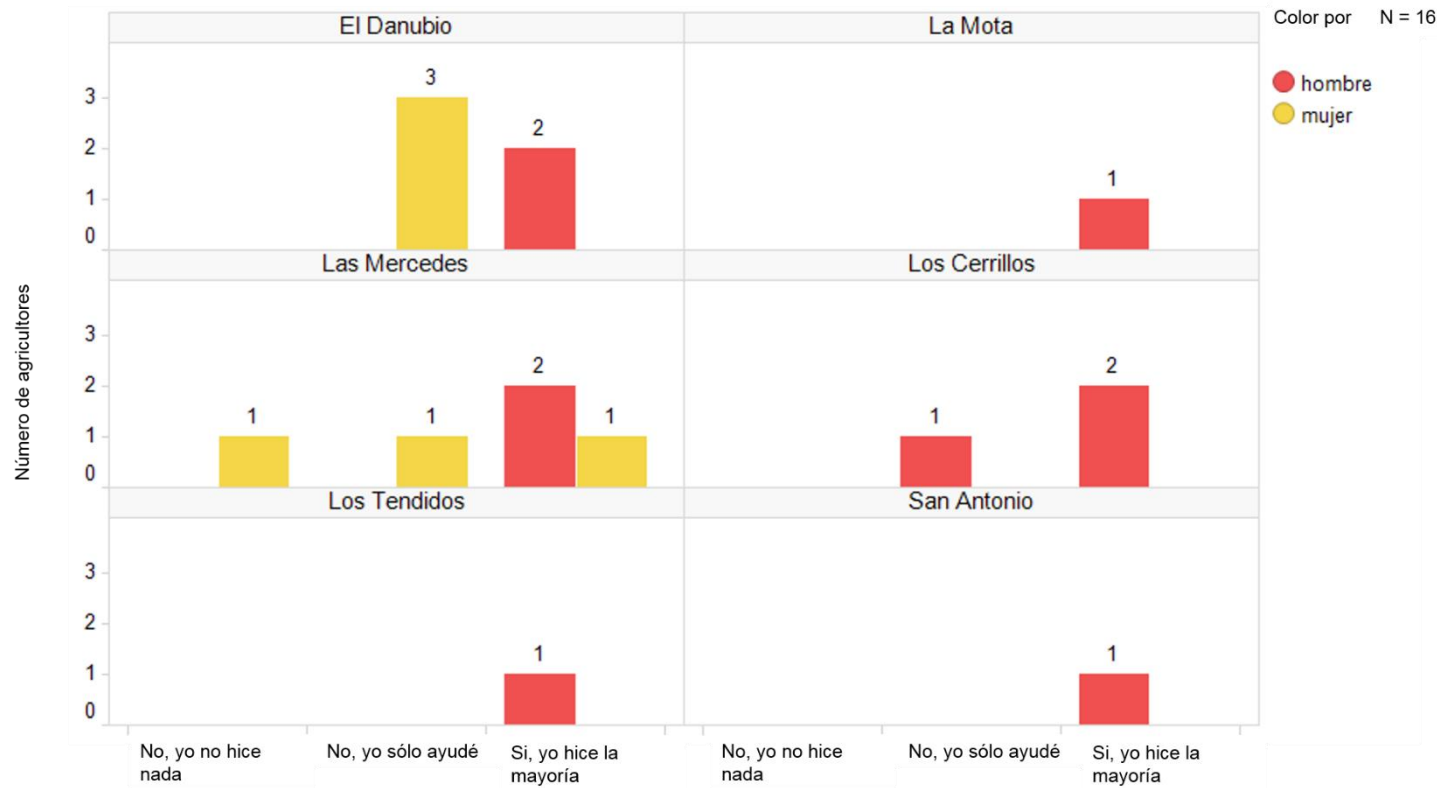 El Danubio
La Mota
Color por N = 16
hombre
mujer
3
2
1
0
3
2
1
Las Mercedes
Los Cerrillos
Número de agricultores
3
2
1
0
1
1
2
1
1
2
Los Tendidos
San Antonio
3
2
1
0
1
1
No, yo no hice
nada
No, yo sólo ayudé
Si, yo hice la
mayoría
No, yo no hice
nada
No, yo sólo ayudé
Si, yo hice la
mayoría